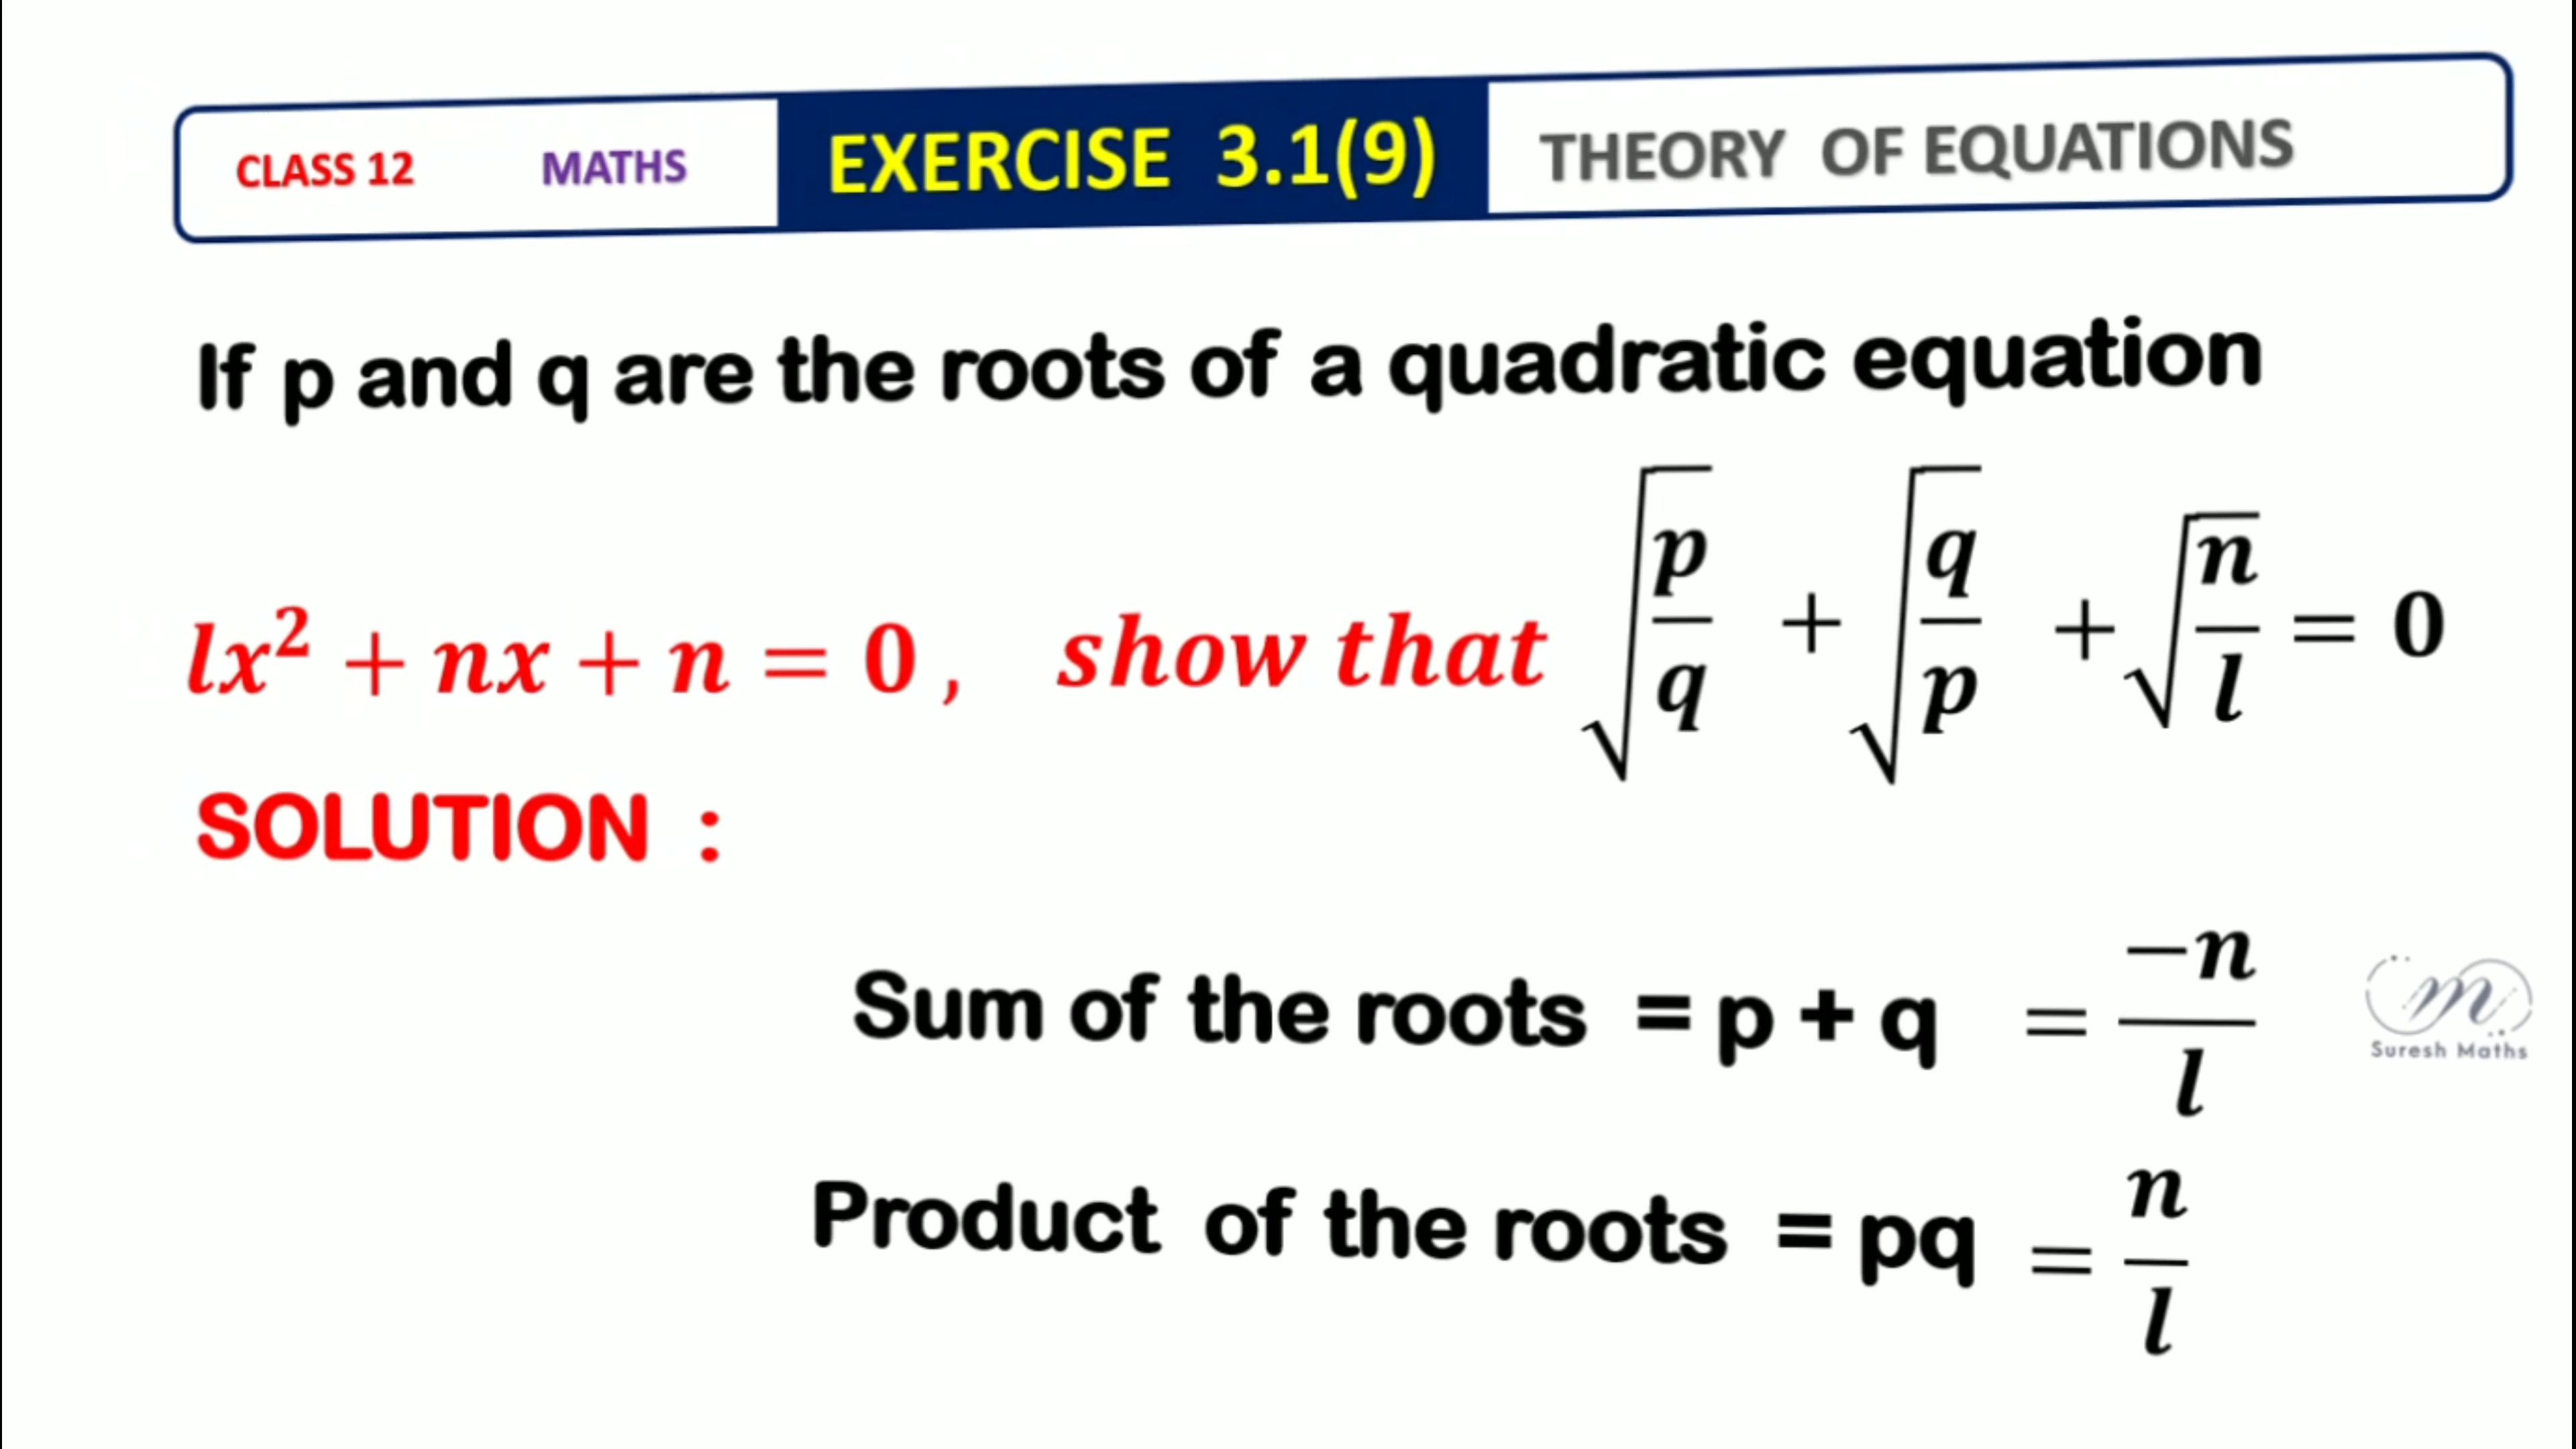 CLASS 12 MATHS EXERCISE 3.1(9) THEORY OF EQUATIONS
If p and q are the roots of a quadratic equation
lx² + nx + n = 0 , show that √(p/q) + √(q/p) + √(n/l) = 0
SOLUTION :
Sum of the roots = p + q = −n/l
m
Suresh Maths
Product of the roots = pq = n/l